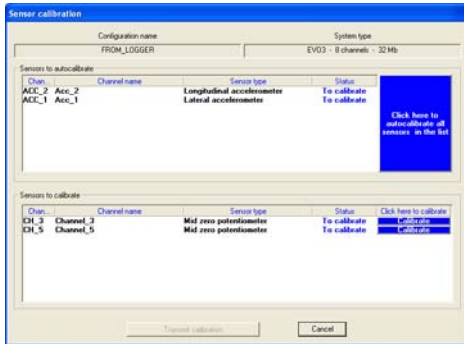 Sensor calibration
Configuration name System type
FROM_LOGGER EVO3 - 8 channels - 32 Mb
Sensors to autocalibrate
Chan... Channel name Sensor type Status
ACC_2 Acc_2 Longitudinal accelerometer To calibrate
ACC_1 Acc_1 Lateral accelerometer To calibrate
Click here to
autocalibrate all
sensors in the list
Sensors to calibrate
Chan... Channel name Sensor type Status Click here to calibrate
CH_3 Channel_3 Mid zero potentiometer To calibrate Calibrate
CH_5 Channel_5 Mid zero potentiometer To calibrate Calibrate
Transmit calibration Cancel